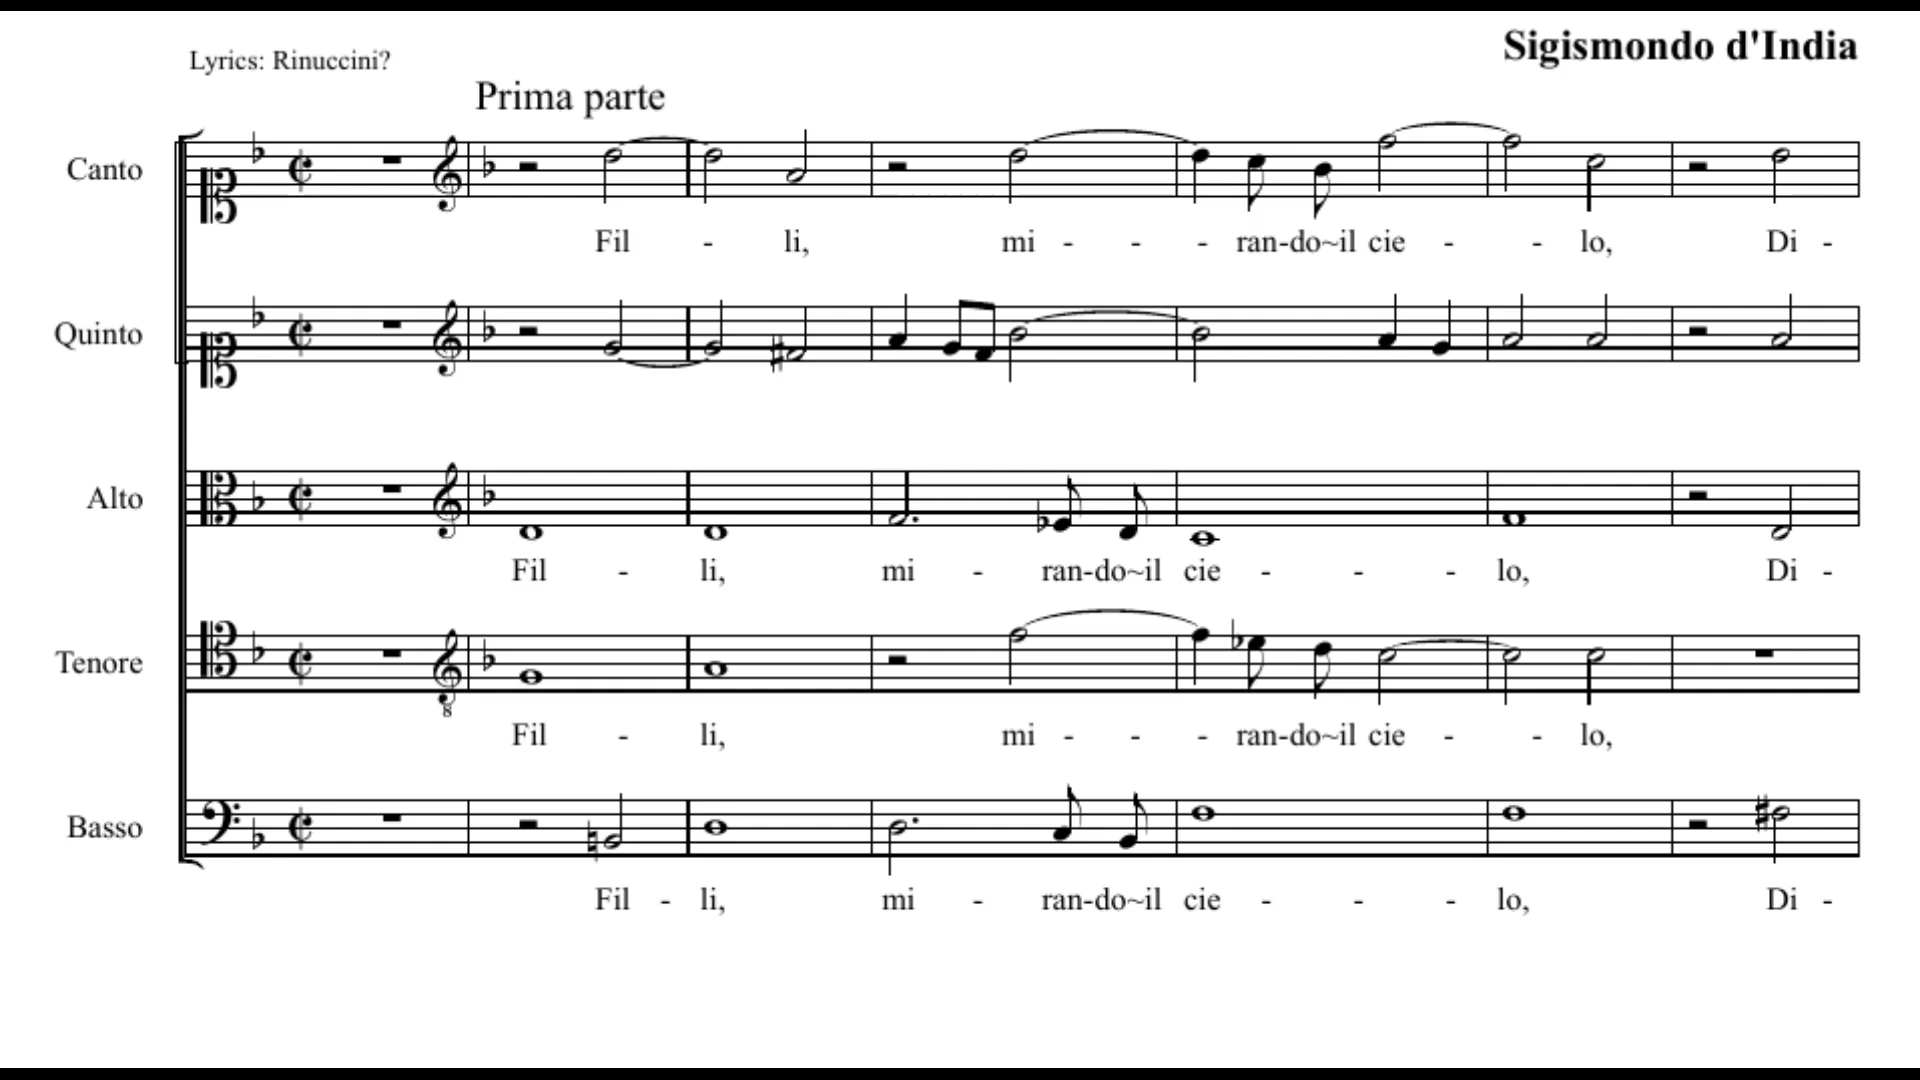 Sigismondo d'India
Lyrics: Rinuccini?
Prima parte
Canto
Fil - li, mi - - - ran-do~il cie - - lo, Di -
Quinto
Alto
Fil - li, mi - ran-do~il cie - - - lo, Di -
Tenore
8
Fil - li, mi - - - ran-do~il cie - - lo,
Basso
Fil - li, mi - ran-do~il cie - - - lo, Di -